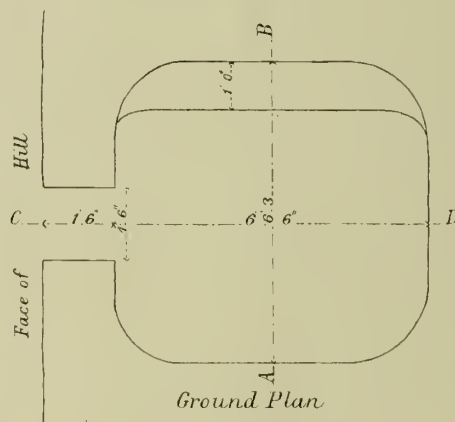 B
1' 0"
Hill
C
1' 6"
1' 6"
6' 6"
6' 3
D
Face of
A
Ground Plan